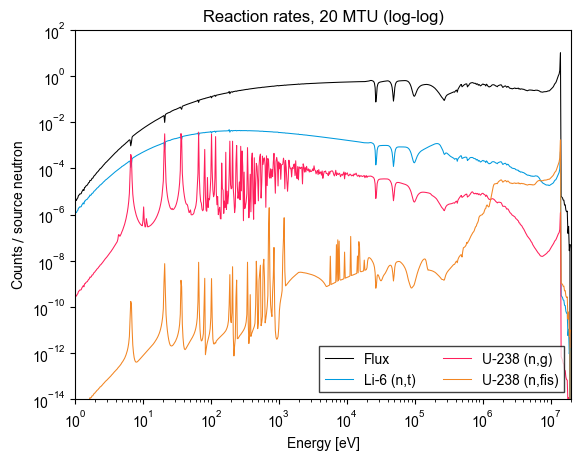 Reaction rates, 20 MTU (log-log)
Counts / source neutron
10^2
10^0
10^−2
10^−4
10^−6
10^−8
10^−10
10^−12
10^−14
Flux
Li-6 (n,t)
U-238 (n,g)
U-238 (n,fis)
10^0 10^1 10^2 10^3 10^4 10^5 10^6 10^7
Energy [eV]